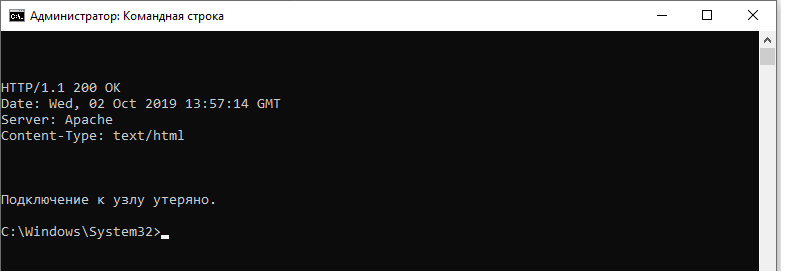 Администратор: Командная строка
HTTP/1.1 200 OK
Date: Wed, 02 Oct 2019 13:57:14 GMT
Server: Apache
Content-Type: text/html
Подключение к узлу утеряно.
C:\Windows\System32>